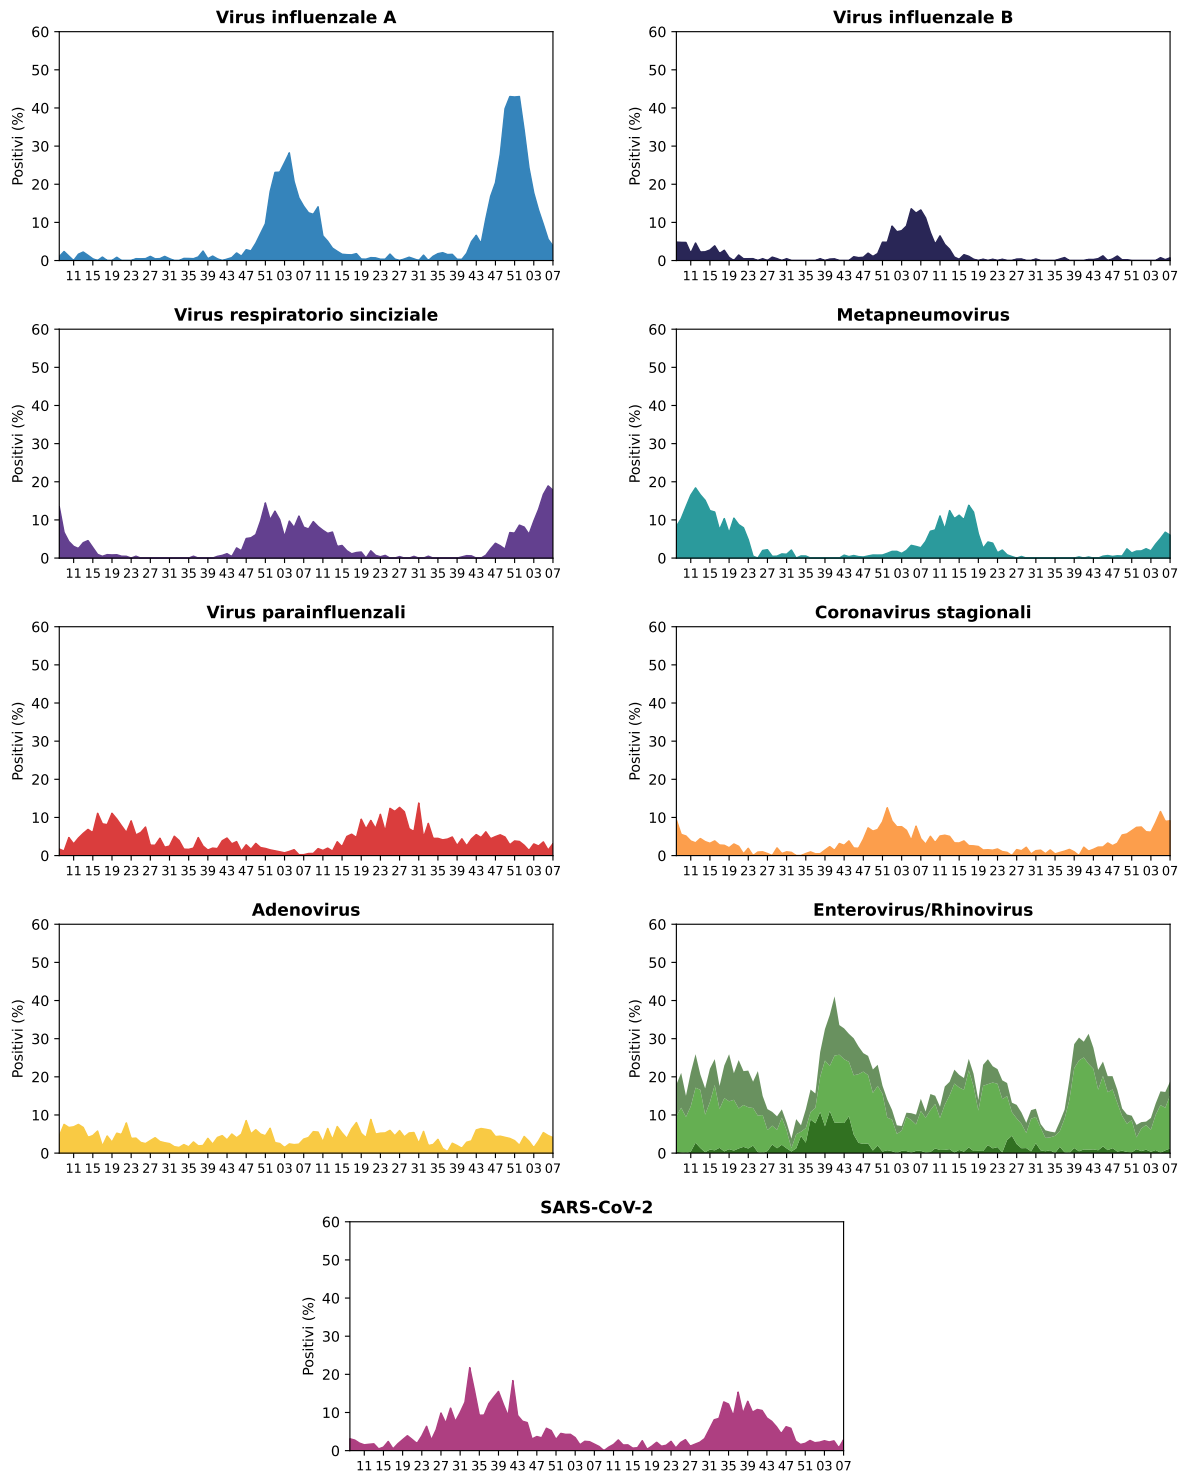 Virus influenzale A
Virus influenzale B
60
50
40
30
20
10
0
Positivi (%)
11 15 19 23 27 31 35 39 43 47 51 03 07 11 15 19 23 27 31 35 39 43 47 51 03 07
60
50
40
30
20
10
0
Positivi (%)
11 15 19 23 27 31 35 39 43 47 51 03 07 11 15 19 23 27 31 35 39 43 47 51 03 07
Virus respiratorio sinciziale
Metapneumovirus
60
50
40
30
20
10
0
Positivi (%)
11 15 19 23 27 31 35 39 43 47 51 03 07 11 15 19 23 27 31 35 39 43 47 51 03 07
60
50
40
30
20
10
0
Positivi (%)
11 15 19 23 27 31 35 39 43 47 51 03 07 11 15 19 23 27 31 35 39 43 47 51 03 07
Virus parainfluenzali
Coronavirus stagionali
60
50
40
30
20
10
0
Positivi (%)
11 15 19 23 27 31 35 39 43 47 51 03 07 11 15 19 23 27 31 35 39 43 47 51 03 07
60
50
40
30
20
10
0
Positivi (%)
11 15 19 23 27 31 35 39 43 47 51 03 07 11 15 19 23 27 31 35 39 43 47 51 03 07
Adenovirus
Enterovirus/Rhinovirus
60
50
40
30
20
10
0
Positivi (%)
11 15 19 23 27 31 35 39 43 47 51 03 07 11 15 19 23 27 31 35 39 43 47 51 03 07
60
50
40
30
20
10
0
Positivi (%)
11 15 19 23 27 31 35 39 43 47 51 03 07 11 15 19 23 27 31 35 39 43 47 51 03 07
SARS-CoV-2
60
50
40
30
20
10
0
Positivi (%)
11 15 19 23 27 31 35 39 43 47 51 03 07 11 15 19 23 27 31 35 39 43 47 51 03 07